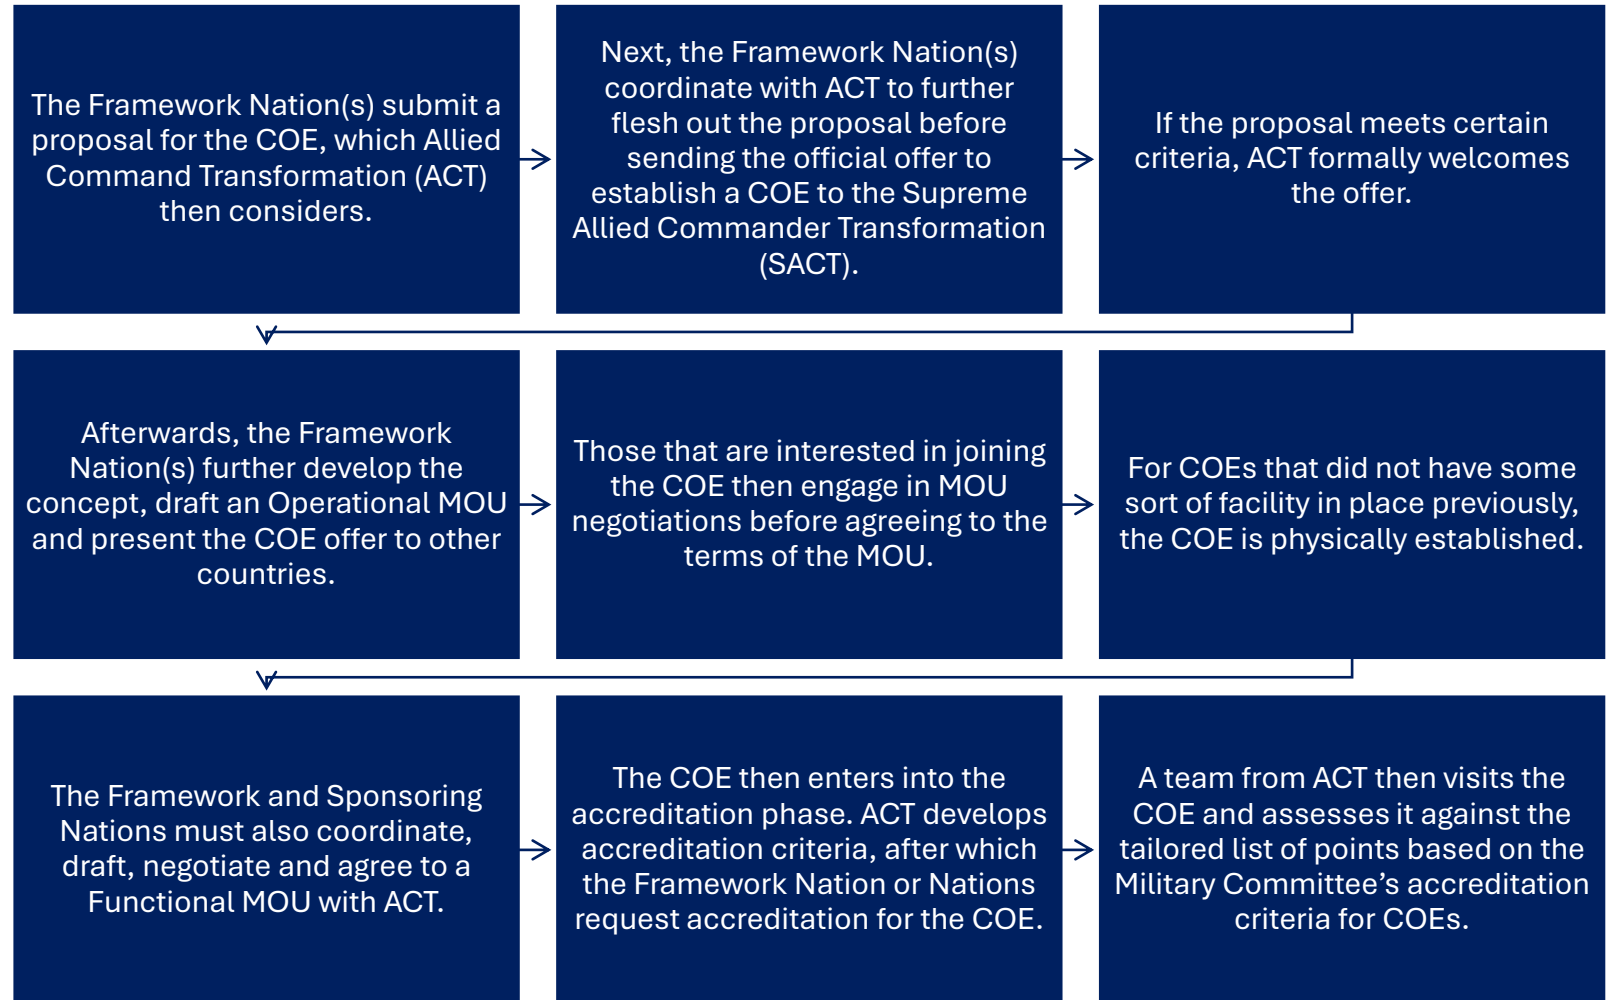 The Framework Nation(s) submit a
proposal for the COE, which Allied
Command Transformation (ACT)
then considers.
Next, the Framework Nation(s)
coordinate with ACT to further
flesh out the proposal before
sending the official offer to
establish a COE to the Supreme
Allied Commander Transformation
(SACT).
If the proposal meets certain
criteria, ACT formally welcomes
the offer.
Afterwards, the Framework
Nation(s) further develop the
concept, draft an Operational MOU
and present the COE offer to other
countries.
Those that are interested in joining
the COE then engage in MOU
negotiations before agreeing to the
terms of the MOU.
For COEs that did not have some
sort of facility in place previously,
the COE is physically established.
The Framework and Sponsoring
Nations must also coordinate,
draft, negotiate and agree to a
Functional MOU with ACT.
The COE then enters into the
accreditation phase. ACT develops
accreditation criteria, after which
the Framework Nation or Nations
request accreditation for the COE.
A team from ACT then visits the
COE and assesses it against the
tailored list of points based on the
Military Committee’s accreditation
criteria for COEs.